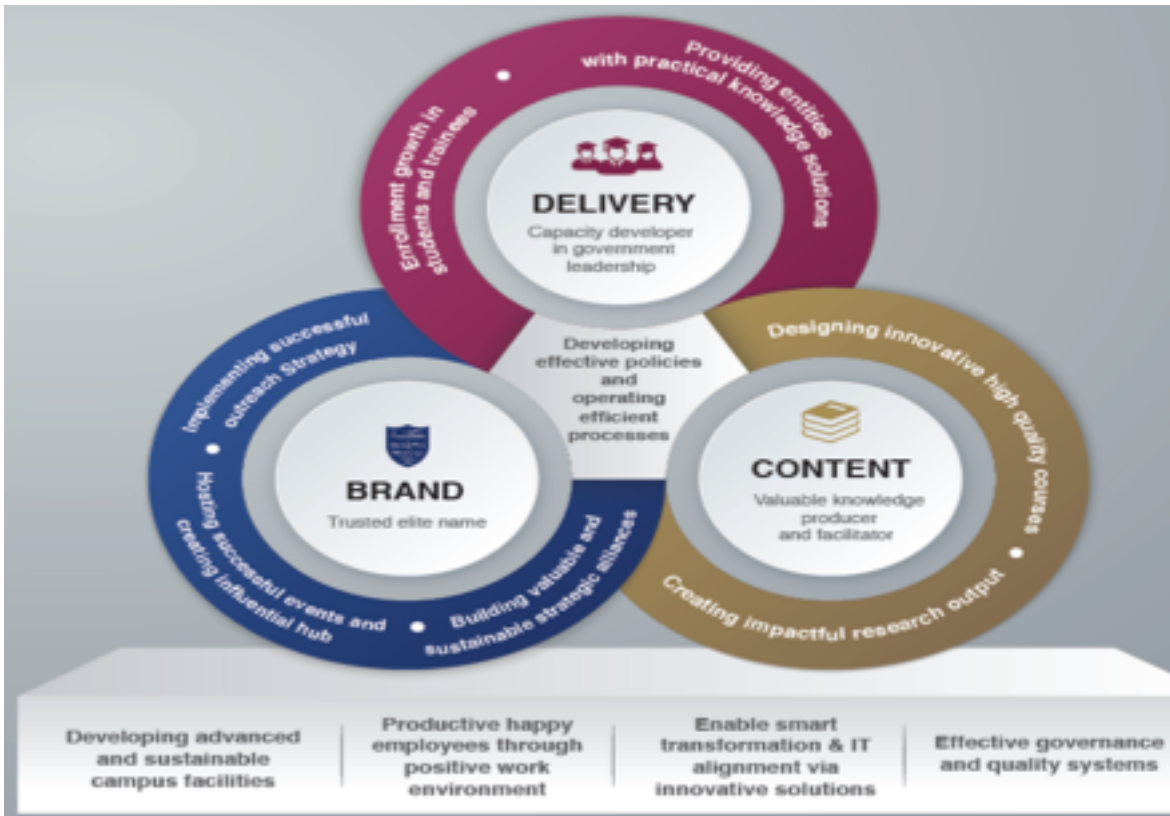 Providing entities
with practical knowledge solutions
Enrollment growth in
students and trainees
DELIVERY
Capacity developer
in government
leadership
Implementing successful
outreach Strategy
Hosting successful events and
creating influential hub
Building valuable and
sustainable strategic alliances
BRAND
Trusted elite name
Developing
effective policies
and
operating
efficient
processes
Designing innovative high quality courses
Creating impactful research output
CONTENT
Valuable knowledge
producer
and facilitator
Developing advanced
and sustainable
campus facilities
Productive happy
employees through
positive work
environment
Enable smart
transformation & IT
alignment via
innovative solutions
Effective governance
and quality systems